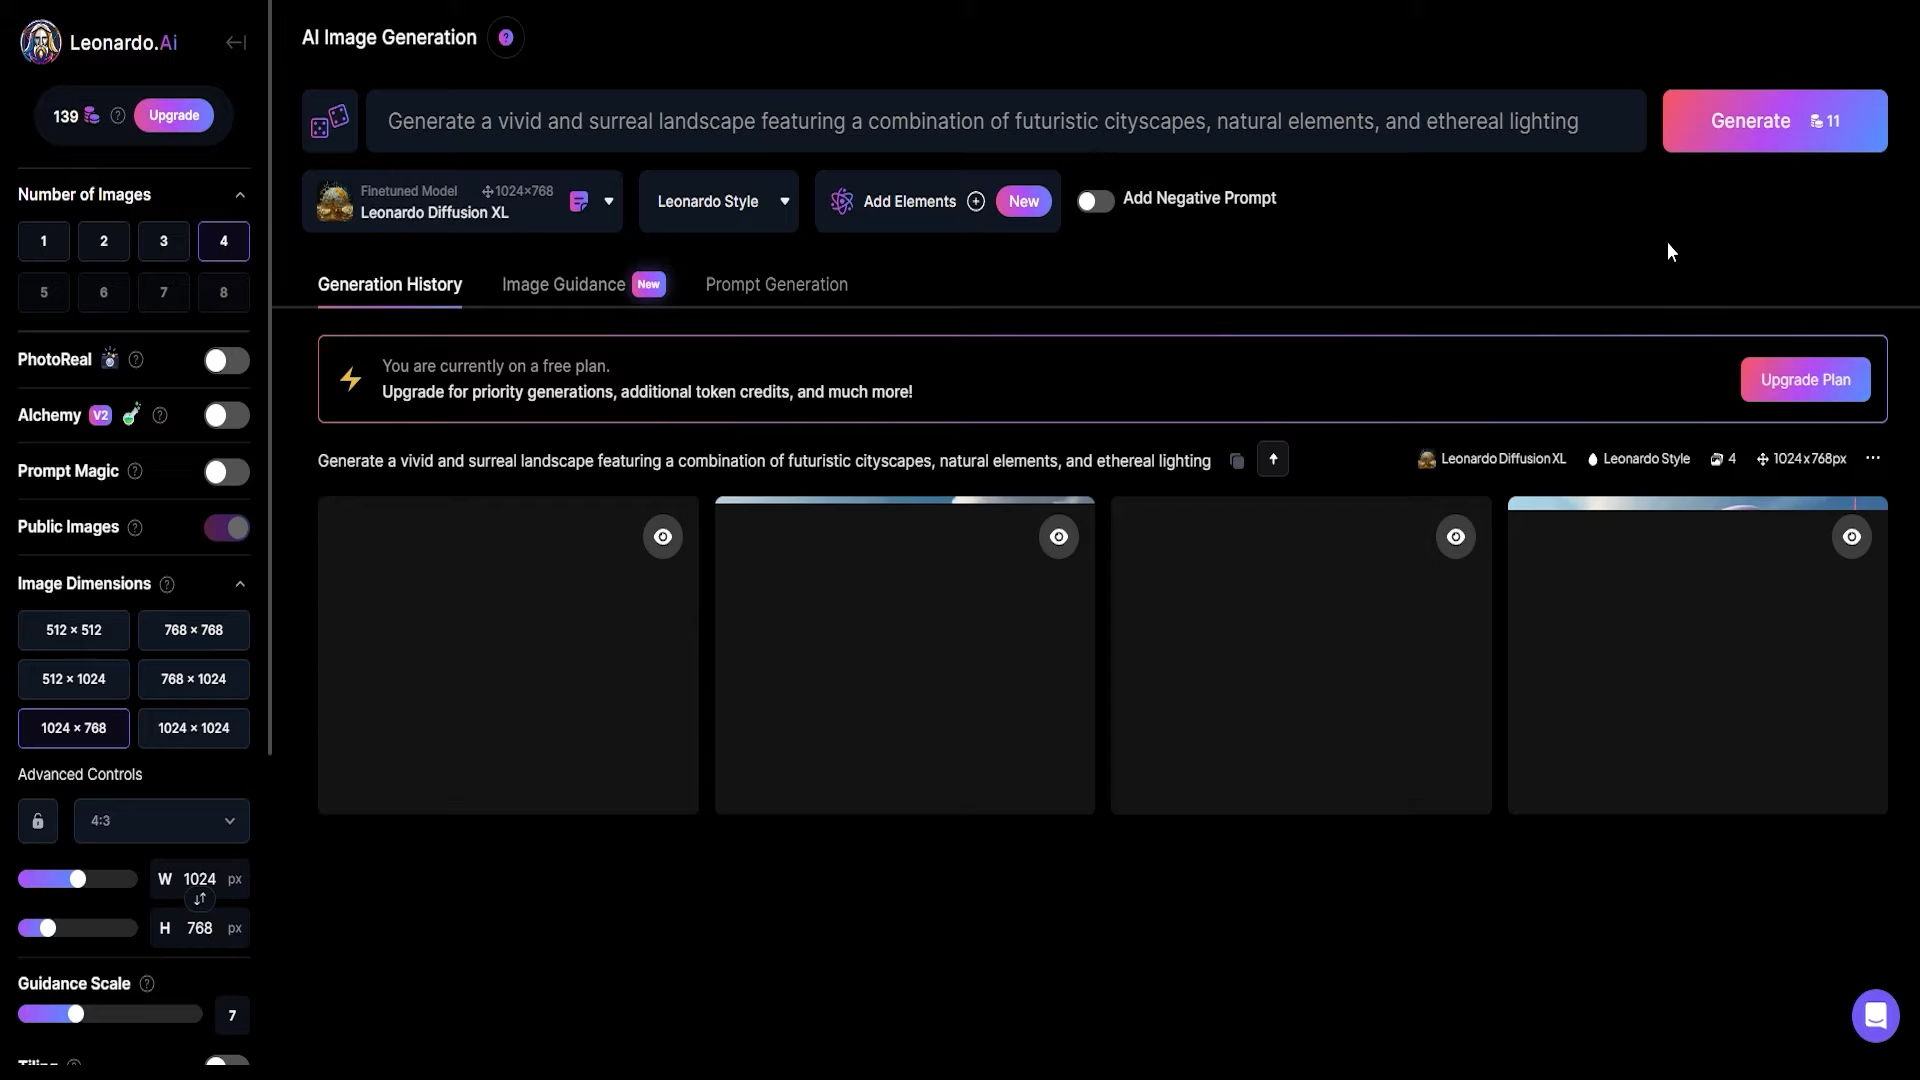 Leonardo.Ai
139
Upgrade
Number of Images
1 2 3 4
5 6 7 8
PhotoReal
Alchemy V2
Prompt Magic
Public Images
Image Dimensions
512 × 512 768 × 768
512 × 1024 768 × 1024
1024 × 768 1024 × 1024
Advanced Controls
4:3
W 1024 px
H 768 px
Guidance Scale
7
Tiling
AI Image Generation
Generate a vivid and surreal landscape featuring a combination of futuristic cityscapes, natural elements, and ethereal lighting
Generate 11
Finetuned Model 1024×768
Leonardo Diffusion XL
Leonardo Style
Add Elements New
Add Negative Prompt
Generation History Image Guidance New Prompt Generation
You are currently on a free plan.
Upgrade for priority generations, additional token credits, and much more!
Upgrade Plan
Generate a vivid and surreal landscape featuring a combination of futuristic cityscapes, natural elements, and ethereal lighting
Leonardo Diffusion XL Leonardo Style 4 1024x768px